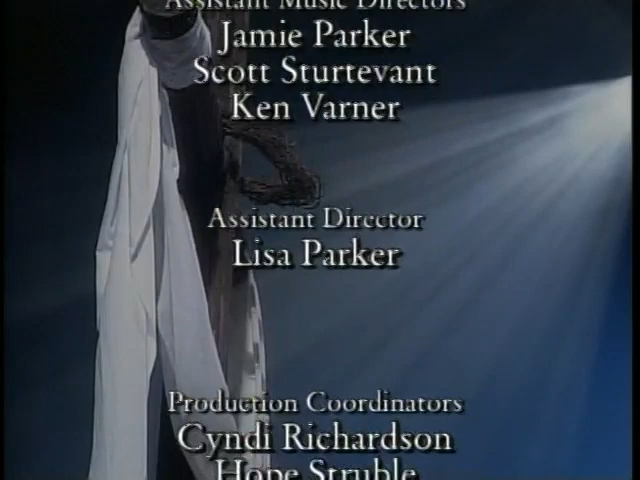 Assistant Music Directors
Jamie Parker
Scott Sturtevant
Ken Varner
Assistant Director
Lisa Parker
Production Coordinators
Cyndi Richardson
Hope Struble